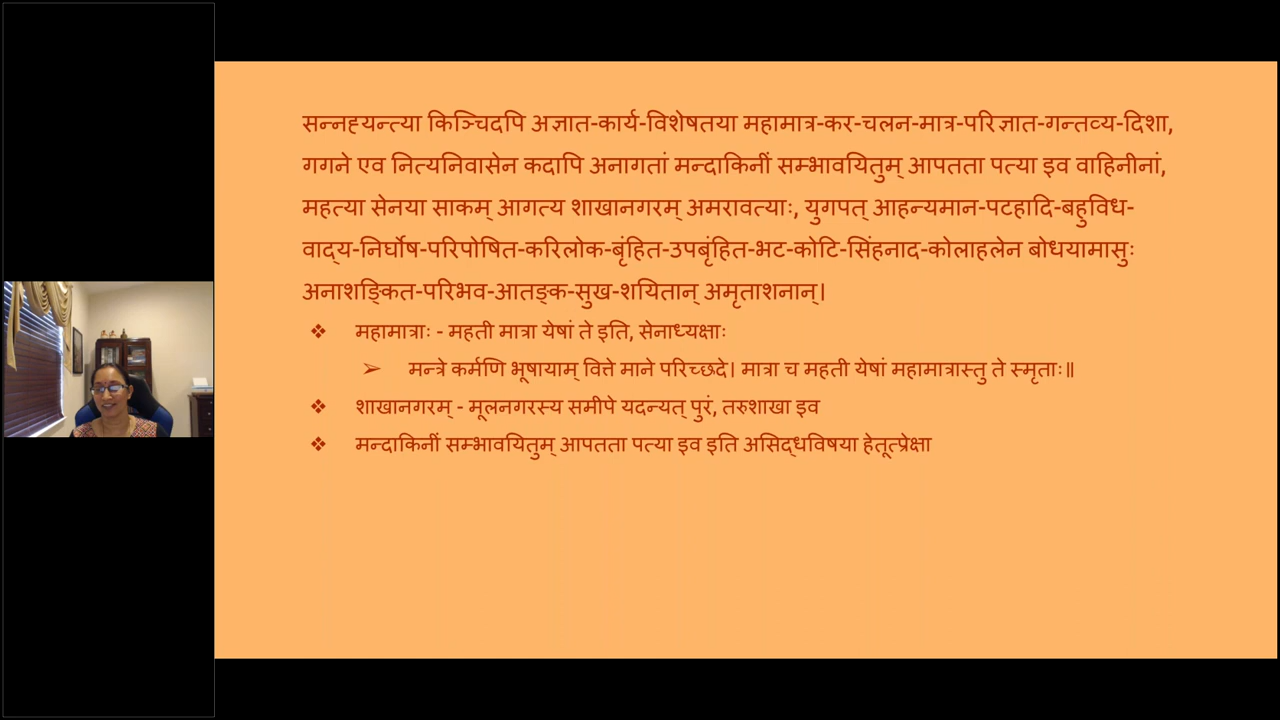 सन्नह्यन्त्या किञ्चिदपि अज्ञात-कार्य-विशेषतया महामात्र-कर-चलन-मात्र-परिज्ञात-गन्तव्य-दिशा,
गगने एव नित्यनिवासेन कदापि अनागतां मन्दाकिनीं सम्भावयितुम् आपतता पत्या इव वाहिनीनां,
महत्या सेनया साकम् आगत्य शाखानगरम् अमरावत्याः, युगपत् आहन्यमान-पटहादि-बहुविध-
वाद्य-निर्घोष-परिपोषित-करिलोक-बृंहित-उपबृंहित-भट-कोटि-सिंहनाद-कोलाहलेन बोधयामासुः
अनाशङ्कित-परिभव-आतङ्क-सुख-शयितान् अमृताशनान्।
❖ महामात्राः - महती मात्रा येषां ते इति, सेनाध्यक्षाः
➢ मन्त्रे कर्मणि भूषायाम् वित्ते माने परिच्छदे। मात्रा च महती येषां महामात्रास्तु ते स्मृताः॥
❖ शाखानगरम् - मूलनगरस्य समीपे यदन्यत् पुरं, तरुशाखा इव
❖ मन्दाकिनीं सम्भावयितुम् आपतता पत्या इव इति असिद्धविषया हेतूत्प्रेक्षा